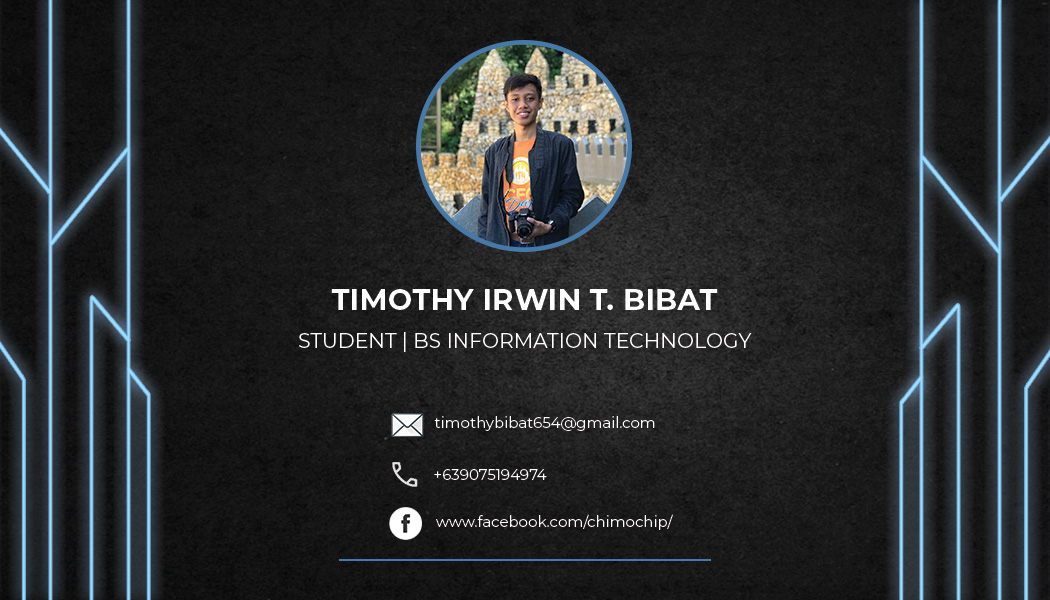 TIMOTHY IRWIN T. BIBAT
STUDENT | BS INFORMATION TECHNOLOGY
timothybibat654@gmail.com
+639075194974
www.facebook.com/chimochip/